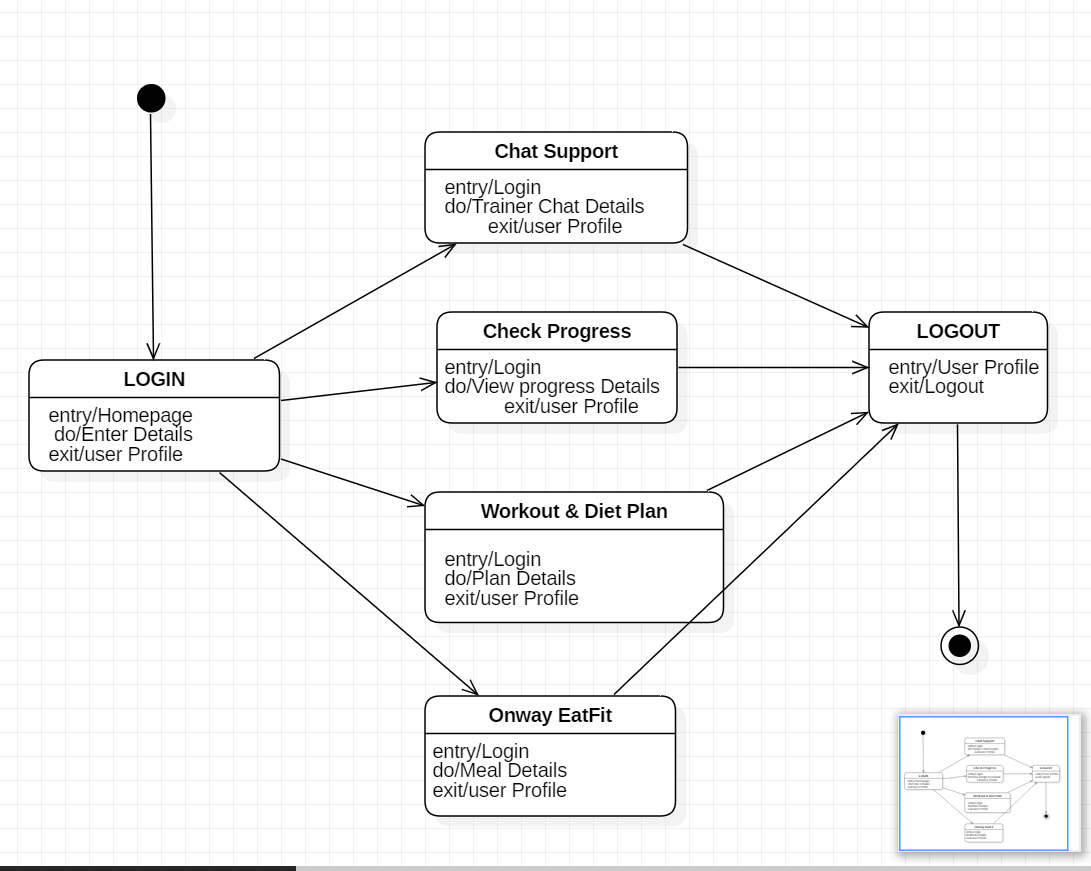 Chat Support
entry/Login
do/Trainer Chat Details
exit/user Profile
Check Progress
entry/Login
do/View progress Details
exit/user Profile
LOGOUT
entry/User Profile
exit/Logout
LOGIN
entry/Homepage
do/Enter Details
exit/user Profile
Workout & Diet Plan
entry/Login
do/Plan Details
exit/user Profile
Onway EatFit
entry/Login
do/Meal Details
exit/user Profile